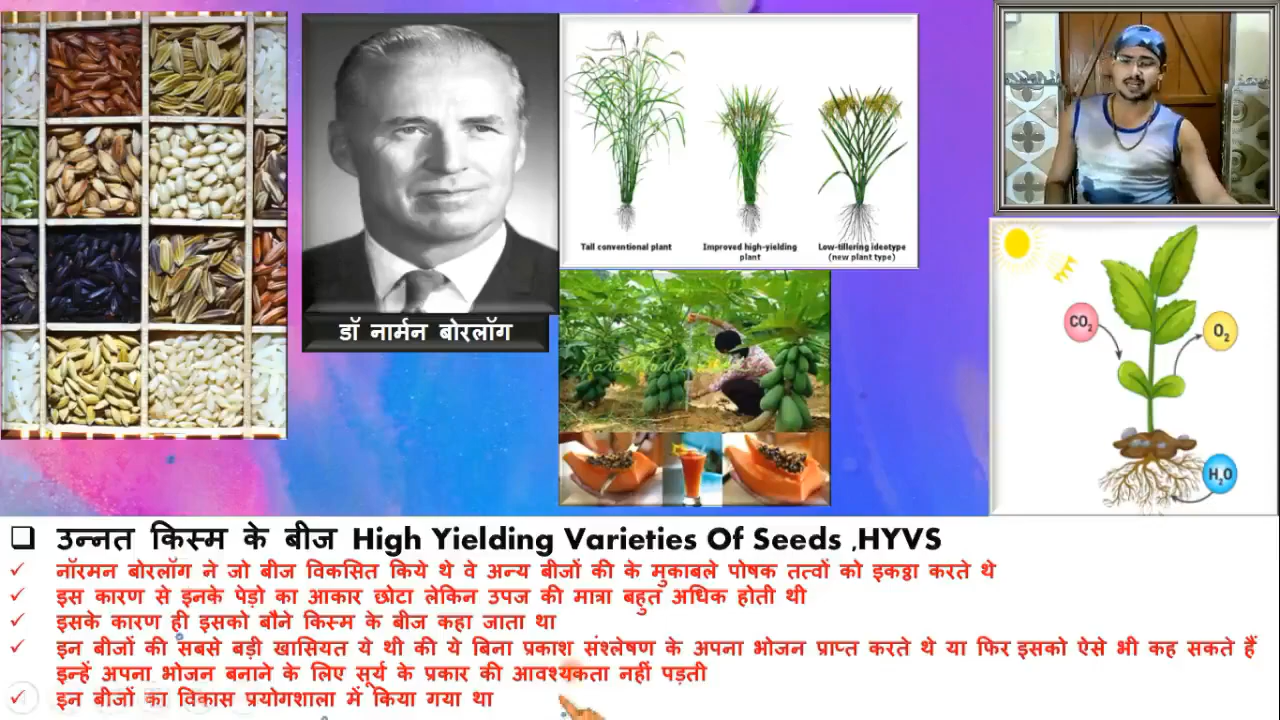 डॉ नार्मन बोरलॉग
Tall conventional plant
Improved high-yielding
plant
Low-tillering ideotype
(new plant type)
CO2
O2
H2O
❑ उन्नत किस्म के बीज High Yielding Varieties Of Seeds ,HYVS
✓ नॉरमन बोरलॉग ने जो बीज विकसित किये थे वे अन्य बीजों की के मुकाबले पोषक तत्वों को इकठ्ठा करते थे
✓ इस कारण से इनके पेड़ो का आकार छोटा लेकिन उपज की मात्रा बहुत अधिक होती थी
✓ इसके कारण ही इसको बौने किस्म के बीज कहा जाता था
✓ इन बीजों की सबसे बड़ी खासियत ये थी की ये बिना प्रकाश संश्लेषण के अपना भोजन प्राप्त करते थे या फिर इसको ऐसे भी कह सकते हैं
इन्हें अपना भोजन बनाने के लिए सूर्य के प्रकार की आवश्यकता नहीं पड़ती
✓ इन बीजों का विकास प्रयोगशाला में किया गया था